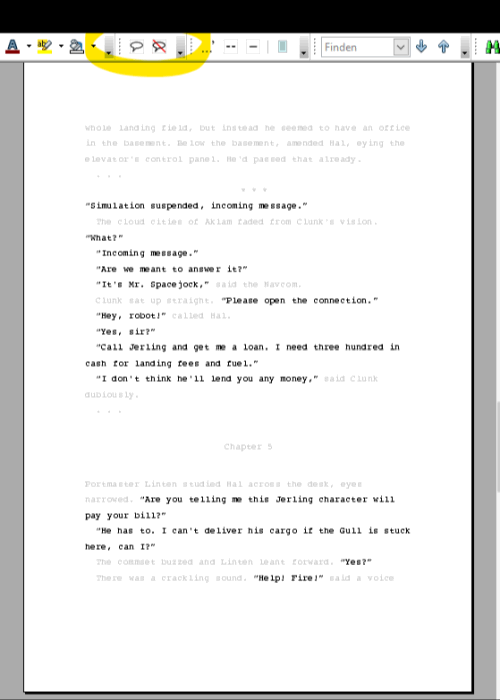 Finden
whole landing field, but instead he seemed to have an office
in the basement. Below the basement, amended Hal, eying the
elevator's control panel. He'd passed that already.
. . .
* * *
"Simulation suspended, incoming message."
The cloud cities of Aklam faded from Clunk's vision.
"What?"
"Incoming message."
"Are we meant to answer it?"
"It's Mr. Spacejock," said the Navcom.
Clunk sat up straight. "Please open the connection."
"Hey, robot!" called Hal.
"Yes, sir?"
"Call Jerling and get me a loan. I need three hundred in
cash for landing fees and fuel."
"I don't think he'll lend you any money," said Clunk
dubiously.
. . .
Chapter 5
Portmaster Linten studied Hal across the desk, eyes
narrowed. "Are you telling me this Jerling character will
pay your bill?"
"He has to. I can't deliver his cargo if the Gull is stuck
here, can I?"
The commset buzzed and Linten leant forward. "Yes?"
There was a crackling sound. "Help! Fire!" said a voice